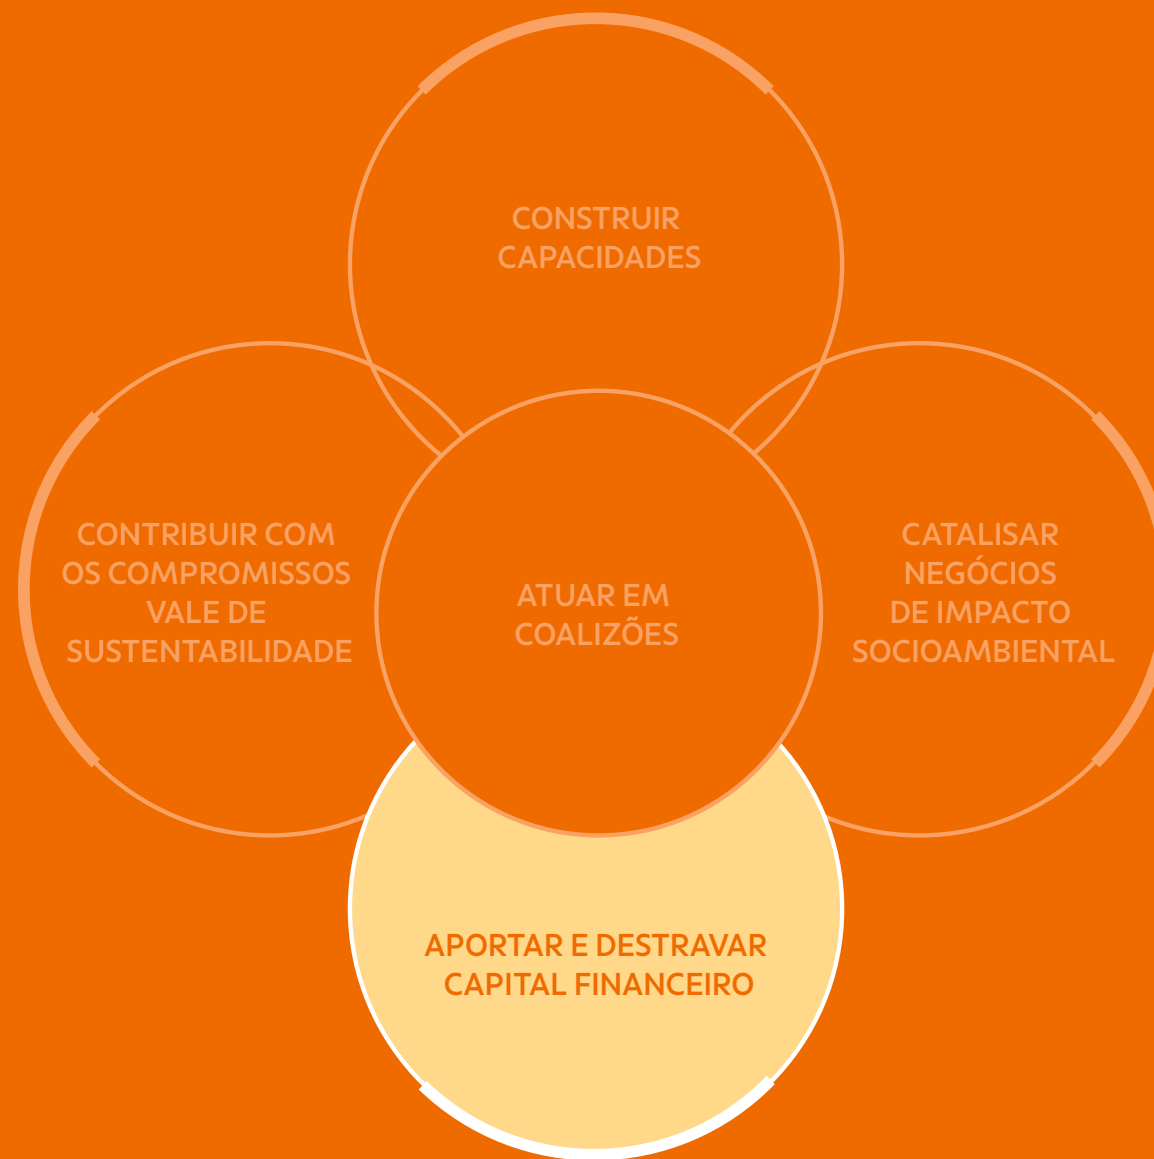 CONSTRUIR
CAPACIDADES
CONTRIBUIR COM
OS COMPROMISSOS
VALE DE
SUSTENTABILIDADE
ATUAR EM
COALIZÕES
CATALISAR
NEGÓCIOS
DE IMPACTO
SOCIOAMBIENTAL
APORTAR E DESTRAVAR
CAPITAL FINANCEIRO